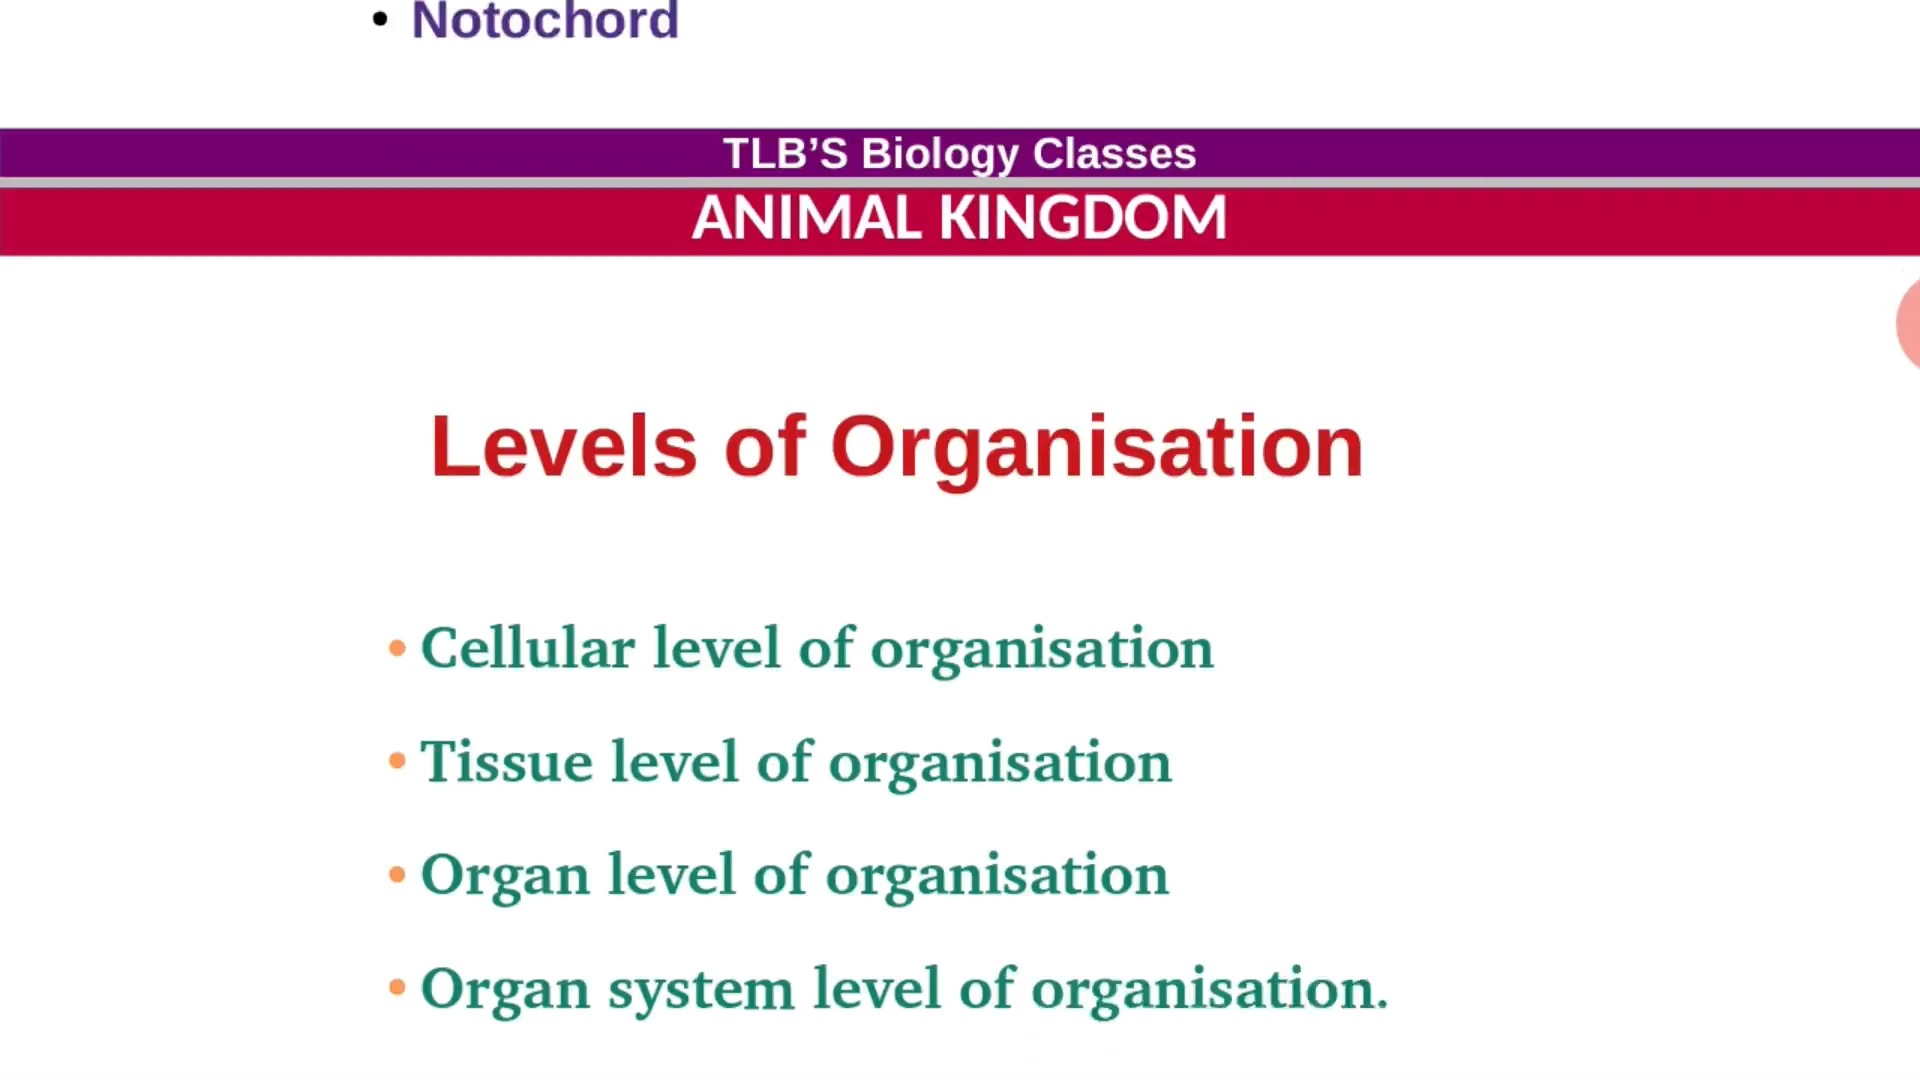 • Notochord
TLB’S Biology Classes
ANIMAL KINGDOM
Levels of Organisation
• Cellular level of organisation
• Tissue level of organisation
• Organ level of organisation
• Organ system level of organisation.